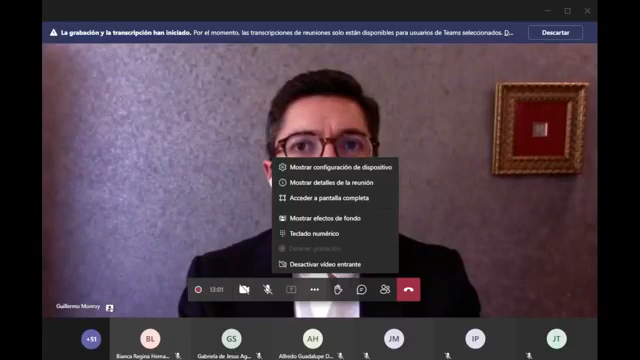 La grabación y la transcripción han iniciado. Por el momento, las transcripciones de reuniones solo están disponibles para usuarios de Teams selecionados. D...
Descartar
Mostrar configuración de dispositivo
Mostrar detalles de la reunión
Acceder a pantalla completa
Mostrar efectos de fondo
Teclado numérico
Detener grabación
Desactivar vídeo entrante
13:01
Guillermo Monroy
+51
BL
GS
AH
JM
IP
JT
Bianca Regina Herna...
Gabriela de Jesus Ag...
Alfredo Guadalupe D...